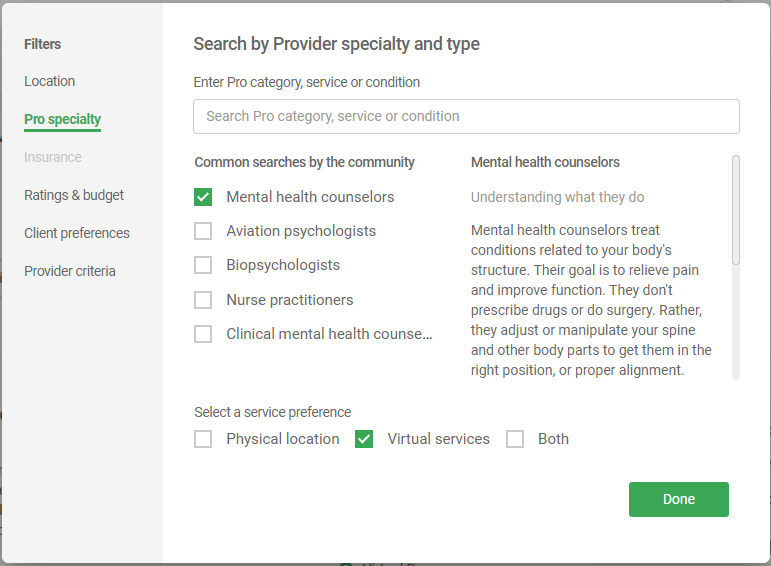 Filters
Location
Pro specialty
Insurance
Ratings & budget
Client preferences
Provider criteria
Search by Provider specialty and type
Enter Pro category, service or condition
Search Pro category, service or condition
Common searches by the community
Mental health counselors
Aviation psychologists
Biopsychologists
Nurse practitioners
Clinical mental health counse...
Mental health counselors
Understanding what they do
Mental health counselors treat
conditions related to your body's
structure. Their goal is to relieve pain
and improve function. They don't
prescribe drugs or do surgery. Rather,
they adjust or manipulate your spine
and other body parts to get them in the
right position, or proper alignment.
Select a service preference
Physical location
Virtual services
Both
Done